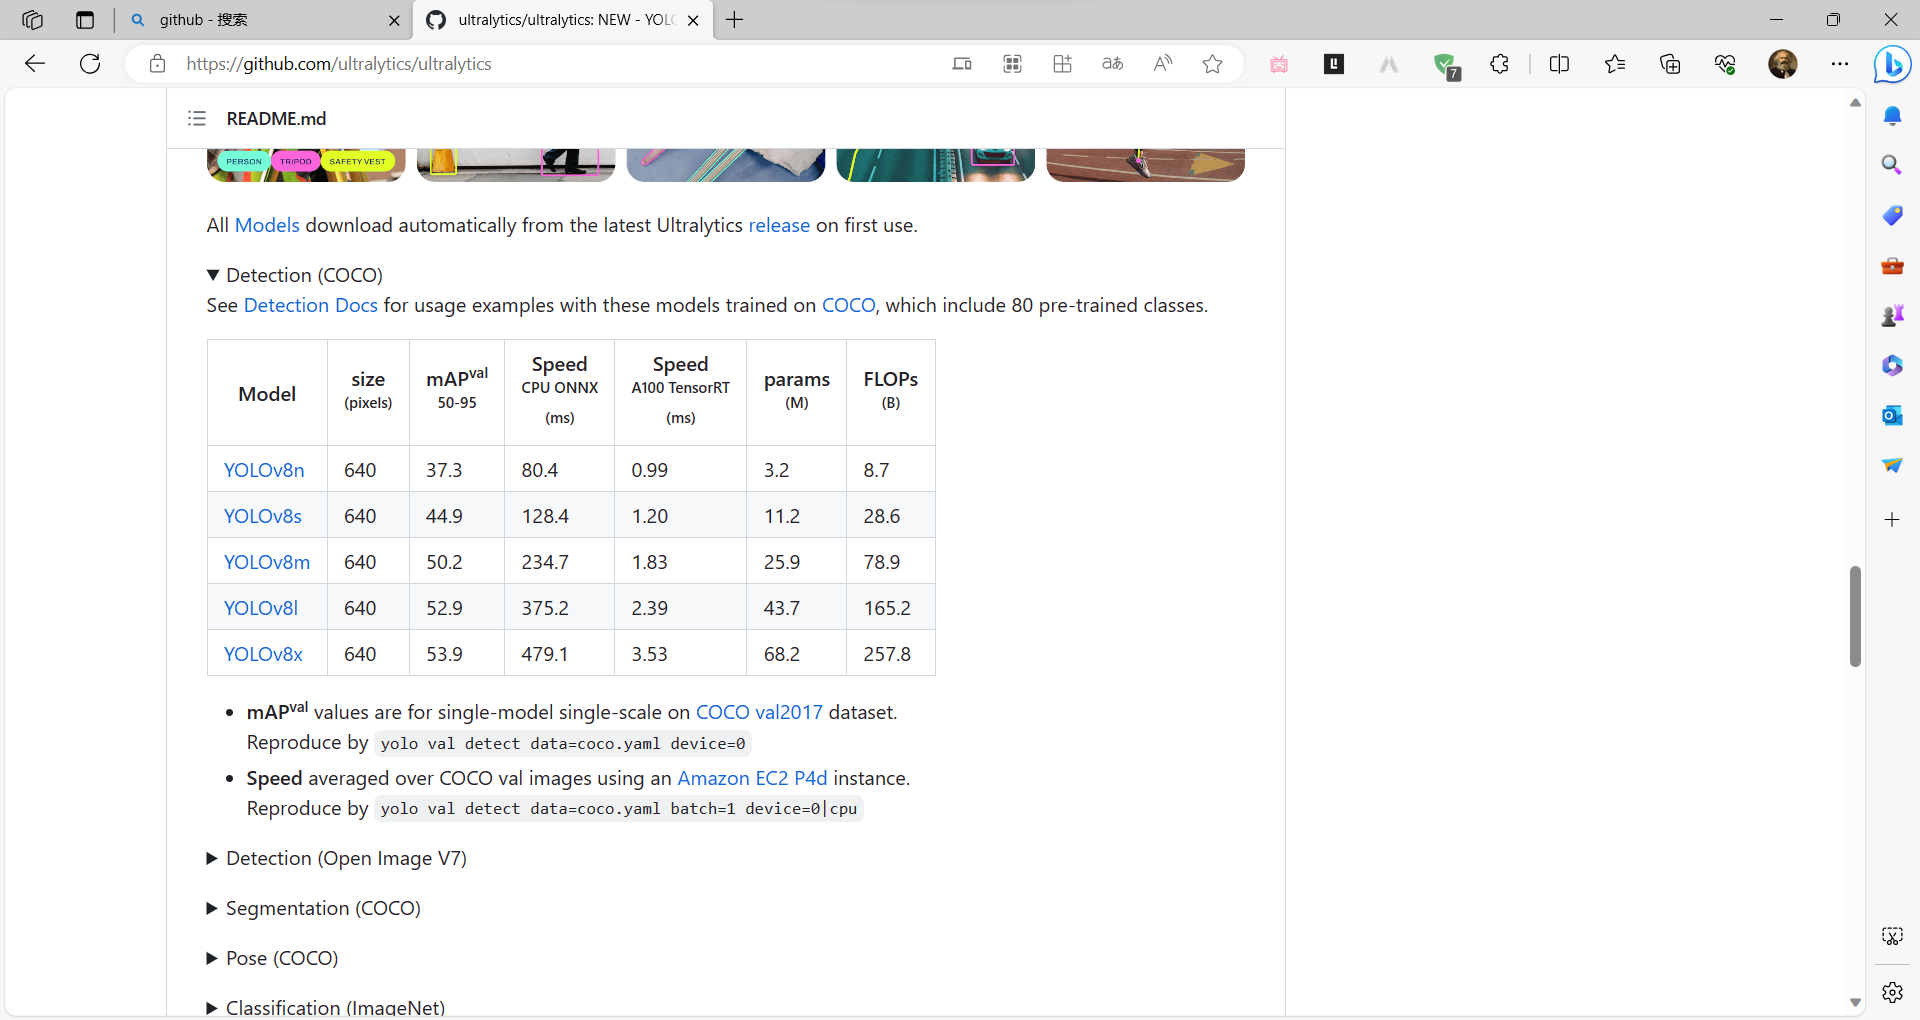 github - 搜索
ultralytics/ultralytics: NEW - YOL
https://github.com/ultralytics/ultralytics
7
README.md
PERSON TRIPOD SAFETY VEST
All Models download automatically from the latest Ultralytics release on first use.
▼ Detection (COCO)
See Detection Docs for usage examples with these models trained on COCO, which include 80 pre-trained classes.
Model size (pixels) mAPval 50-95 Speed CPU ONNX (ms) Speed A100 TensorRT (ms) params (M) FLOPs (B)
YOLOv8n 640 37.3 80.4 0.99 3.2 8.7
YOLOv8s 640 44.9 128.4 1.20 11.2 28.6
YOLOv8m 640 50.2 234.7 1.83 25.9 78.9
YOLOv8l 640 52.9 375.2 2.39 43.7 165.2
YOLOv8x 640 53.9 479.1 3.53 68.2 257.8
• mAPval values are for single-model single-scale on COCO val2017 dataset.
Reproduce by yolo val detect data=coco.yaml device=0
• Speed averaged over COCO val images using an Amazon EC2 P4d instance.
Reproduce by yolo val detect data=coco.yaml batch=1 device=0|cpu
▶ Detection (Open Image V7)
▶ Segmentation (COCO)
▶ Pose (COCO)
▶ Classification (ImageNet)